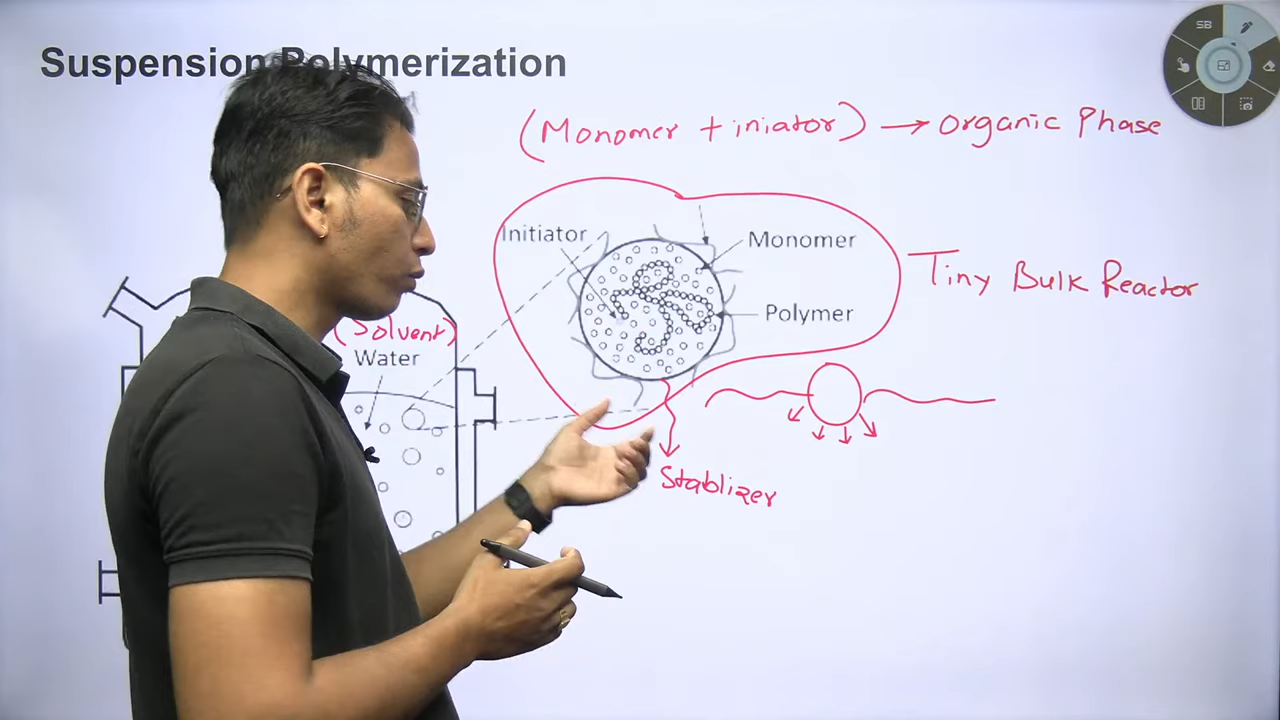 SB
Suspension Polymerization
(Monomer + iniator) → organic Phase
Initiator
Monomer
Tiny Bulk Reactor
Polymer
(Solvent)
Water
Stablizer